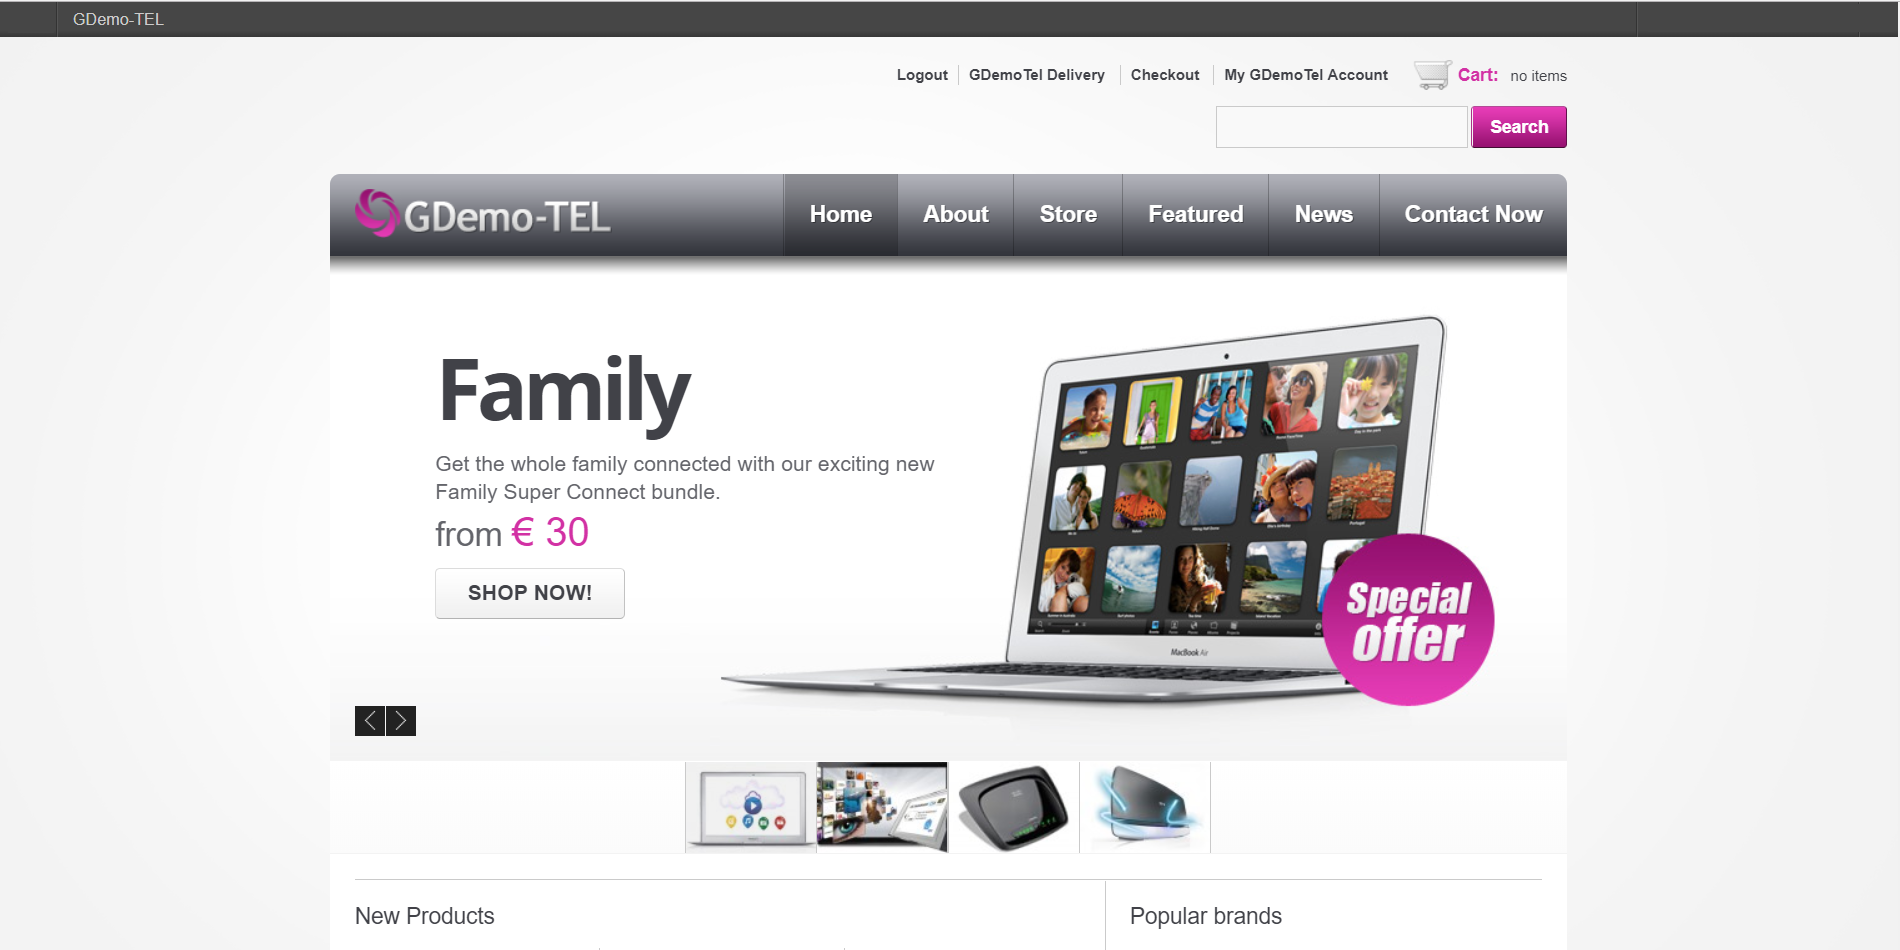 GDemo-TEL
Logout GDemoTel Delivery Checkout My GDemoTel Account Cart: no items
Search
GDemo-TEL Home About Store Featured News Contact Now
Family
Get the whole family connected with our exciting new
Family Super Connect bundle.
from € 30
SHOP NOW!
MacBook Air
Special
offer
New Products
Popular brands